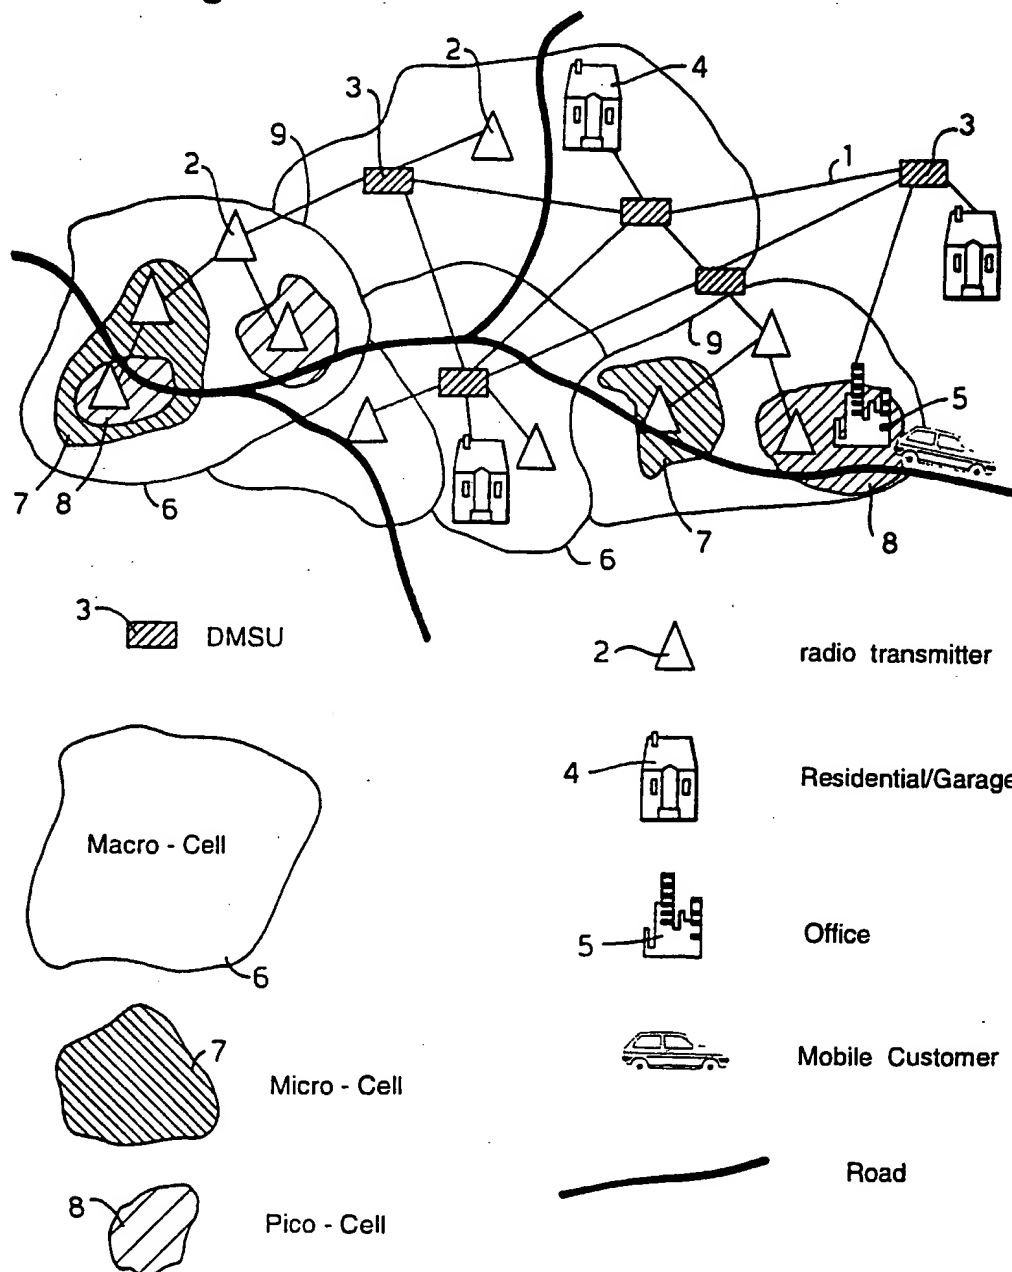 2
4
3
3
9
1
2
9
5
7
8
6
7
8
6
3
DMSU
2
radio transmitter
4
Residential/Garage
Macro - Cell
5
Office
6
7
Mobile Customer
Micro - Cell
Road
8
Pico - Cell